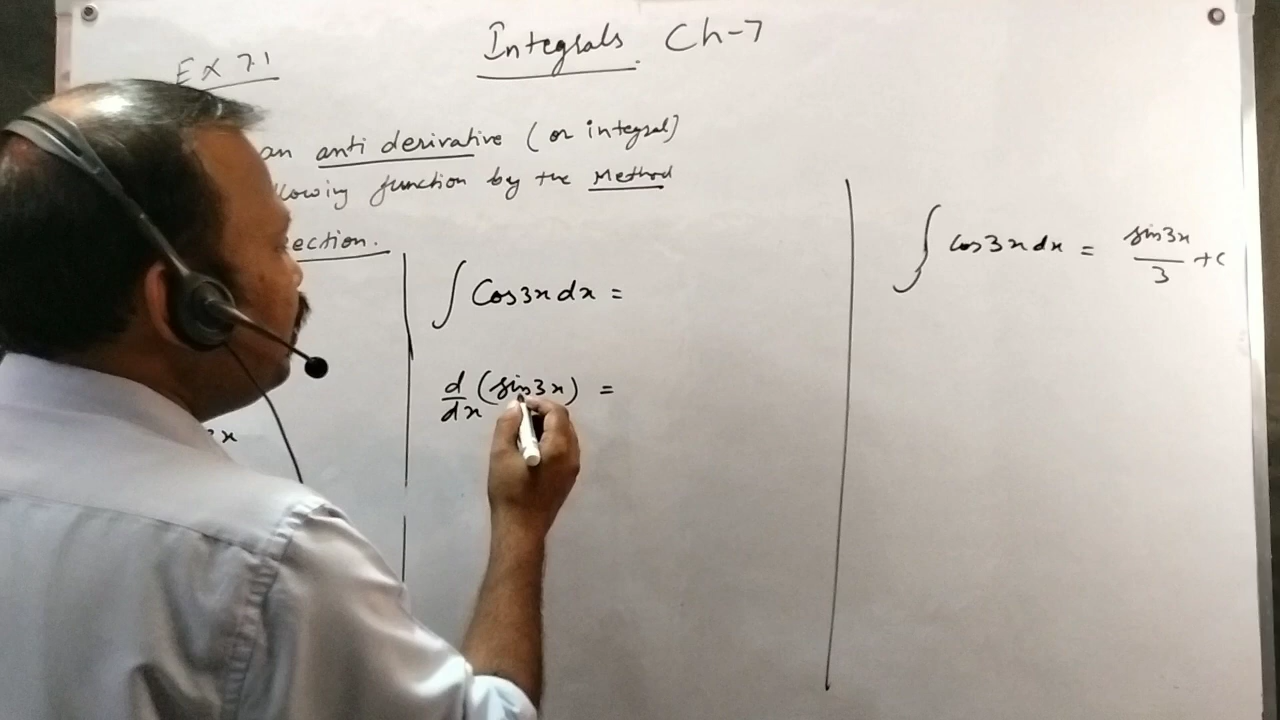 Integrals. Ch-7
Ex 7.1
an anti derivative (or integral)
llowing function by the Method
ection.
∫ Cos3x dx =
d/dx (sin3x) =
x
∫ cos3x dx = sin3x/3 + c